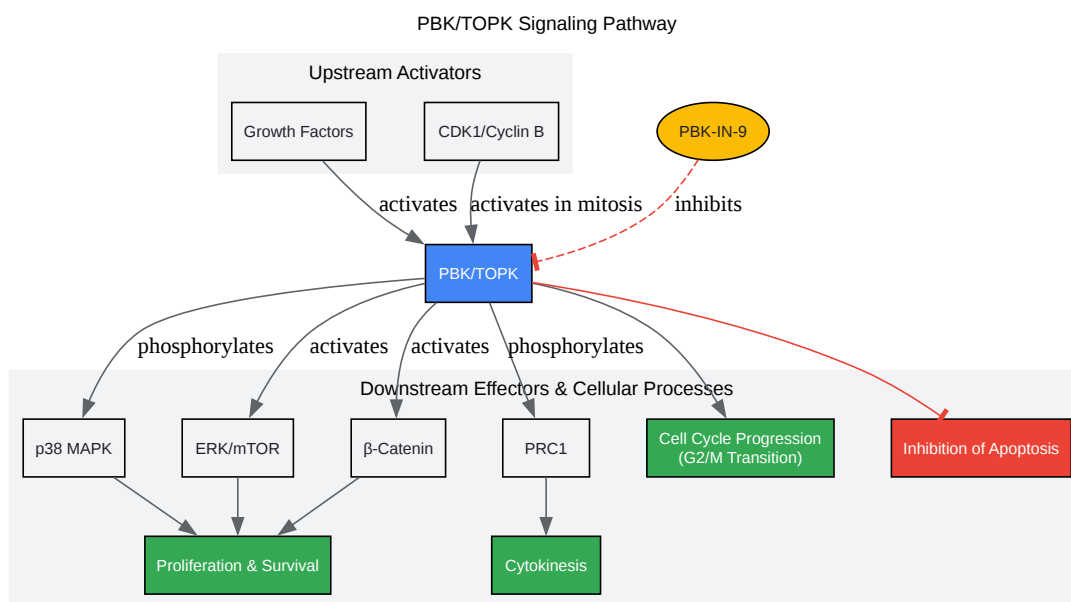 PBK/TOPK Signaling Pathway
Upstream Activators
Growth Factors
CDK1/Cyclin B
PBK-IN-9
activates
activates in mitosis
inhibits
PBK/TOPK
phosphorylates
activates
activates
phosphorylates
Downstream Effectors & Cellular Processes
p38 MAPK
ERK/mTOR
β-Catenin
PRC1
Cell Cycle Progression
(G2/M Transition)
Inhibition of Apoptosis
Proliferation & Survival
Cytokinesis